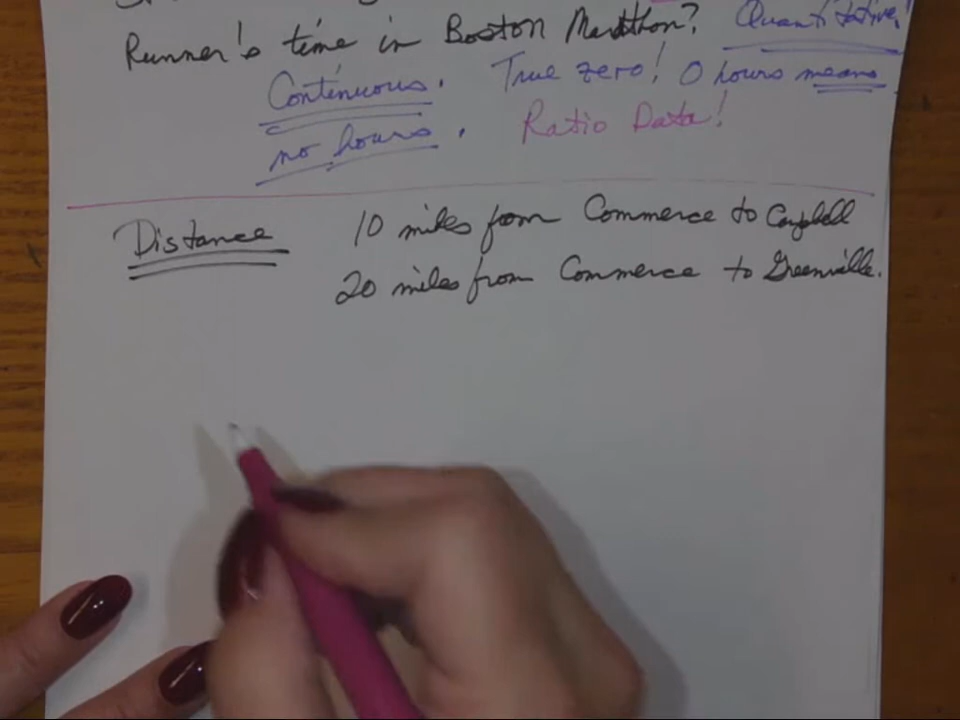 Runner's time in Boston Marathon? Quantitative!
Continuous. True zero! 0 hours means
no hours. Ratio Data!
Distance 10 miles from Commerce to Campbell
20 miles from Commerce to Greenville.